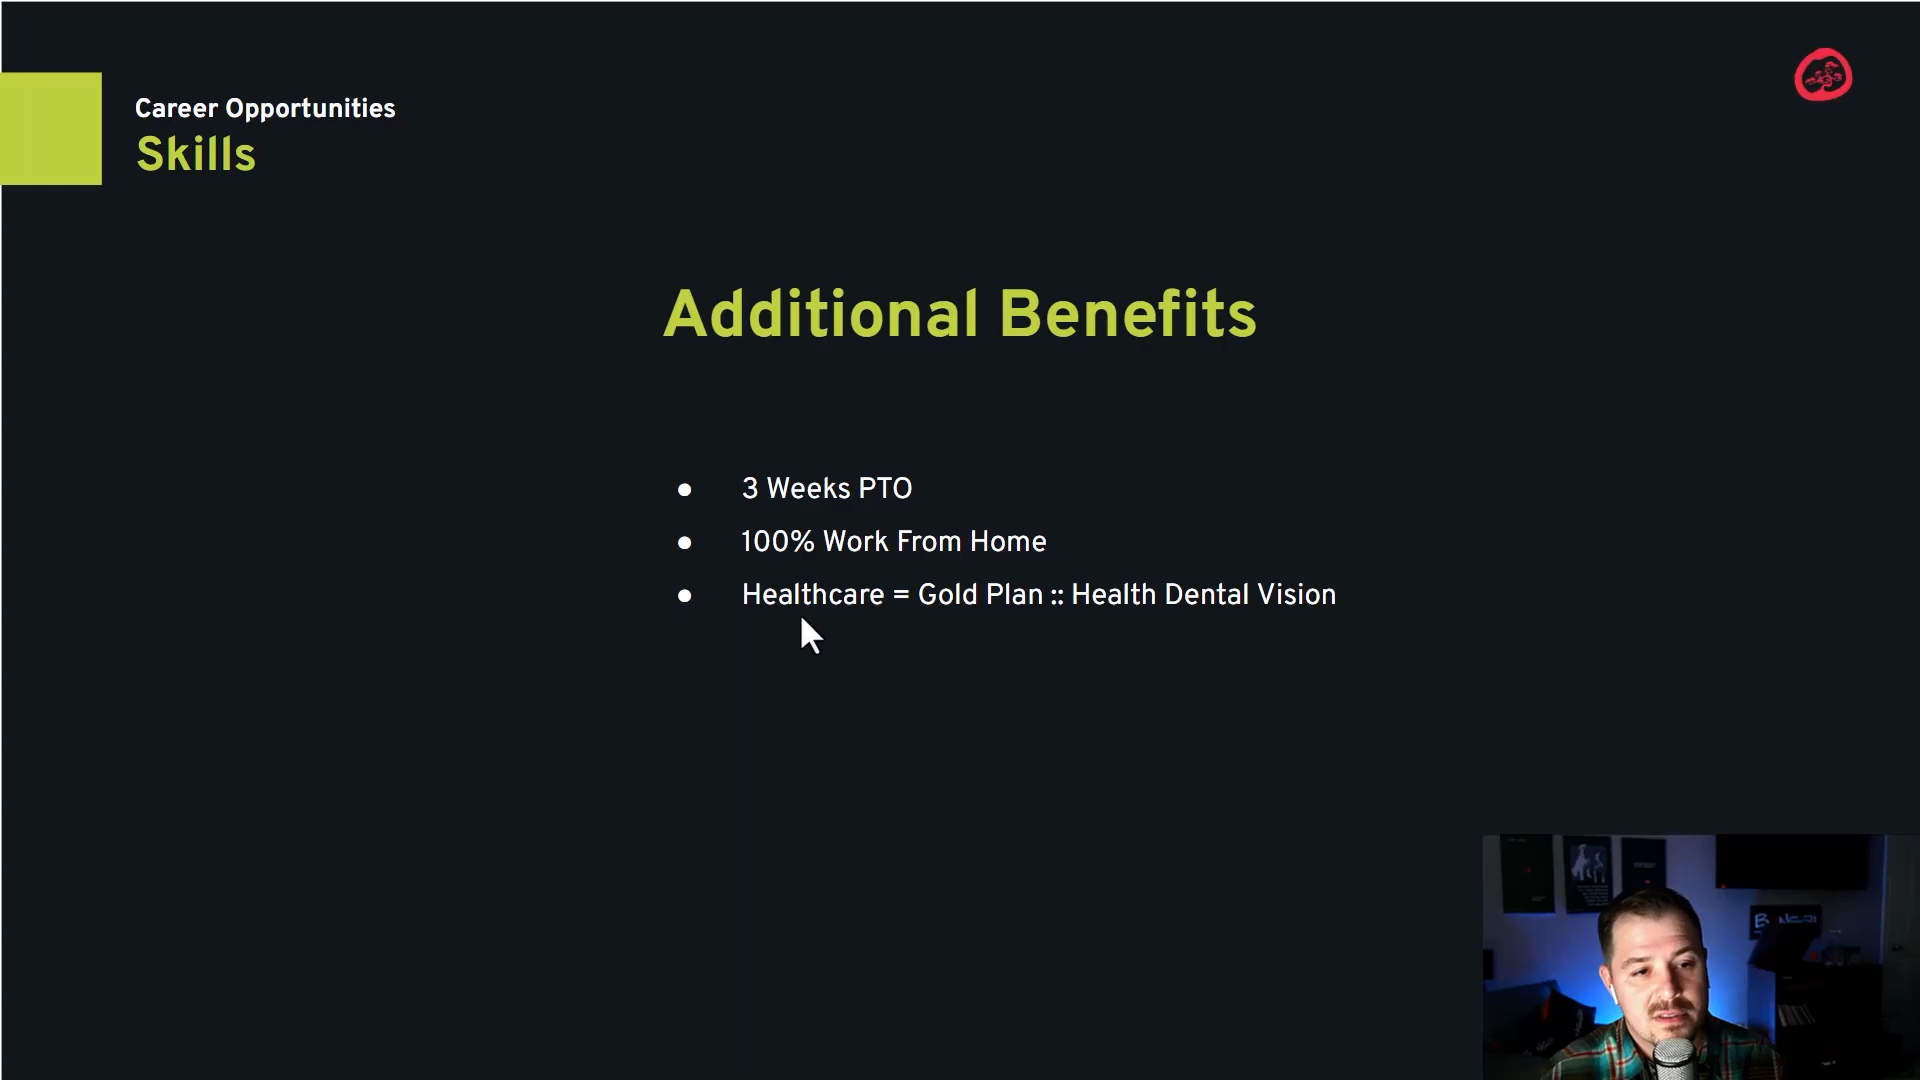 Career Opportunities
Skills
Additional Benefits
● 3 Weeks PTO
● 100% Work From Home
● Healthcare = Gold Plan :: Health Dental Vision